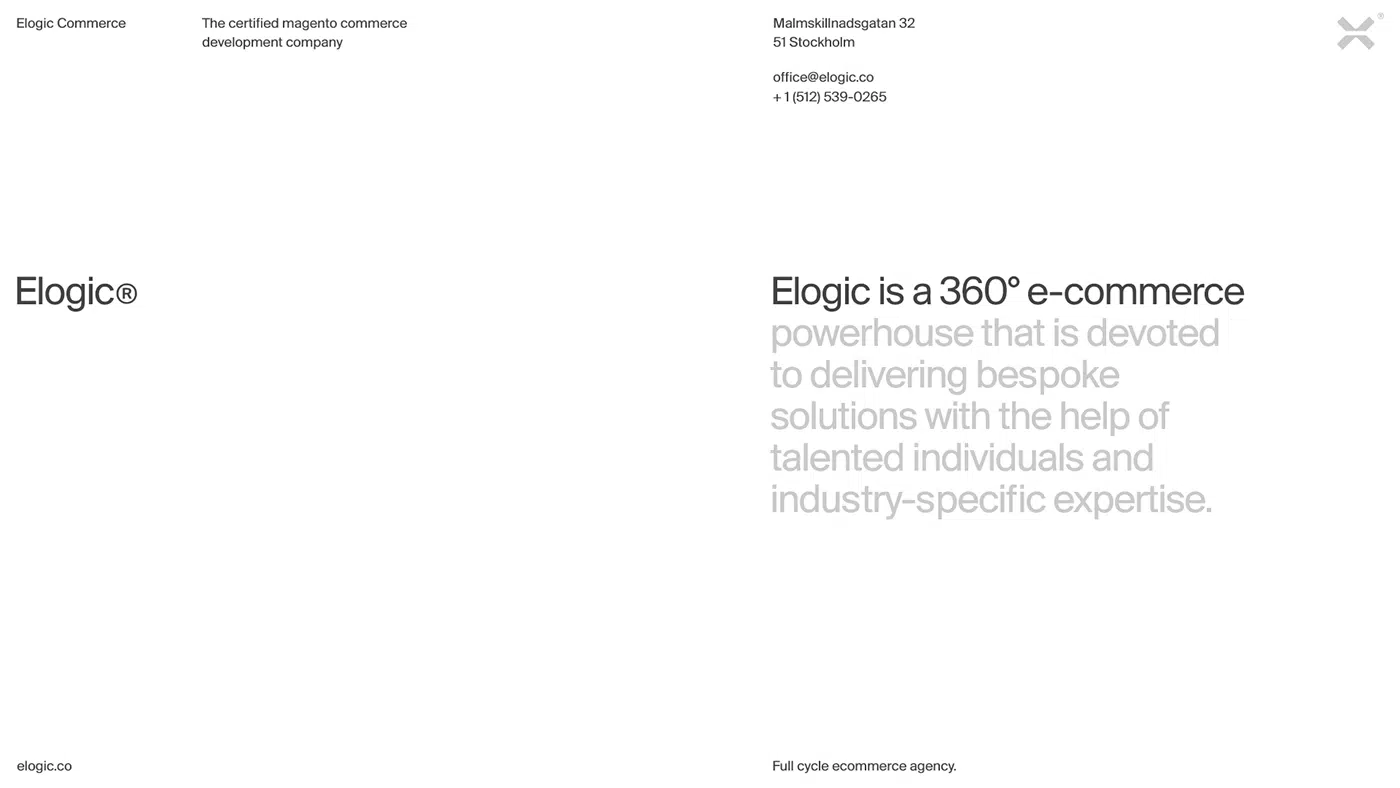 Elogic Commerce
The certified magento commerce
development company
Malmskillnadsgatan 32
51 Stockholm
office@elogic.co
+ 1 (512) 539-0265
®
Elogic®
Elogic is a 360° e-commerce
powerhouse that is devoted
to delivering bespoke
solutions with the help of
talented individuals and
industry-specific expertise.
elogic.co
Full cycle ecommerce agency.